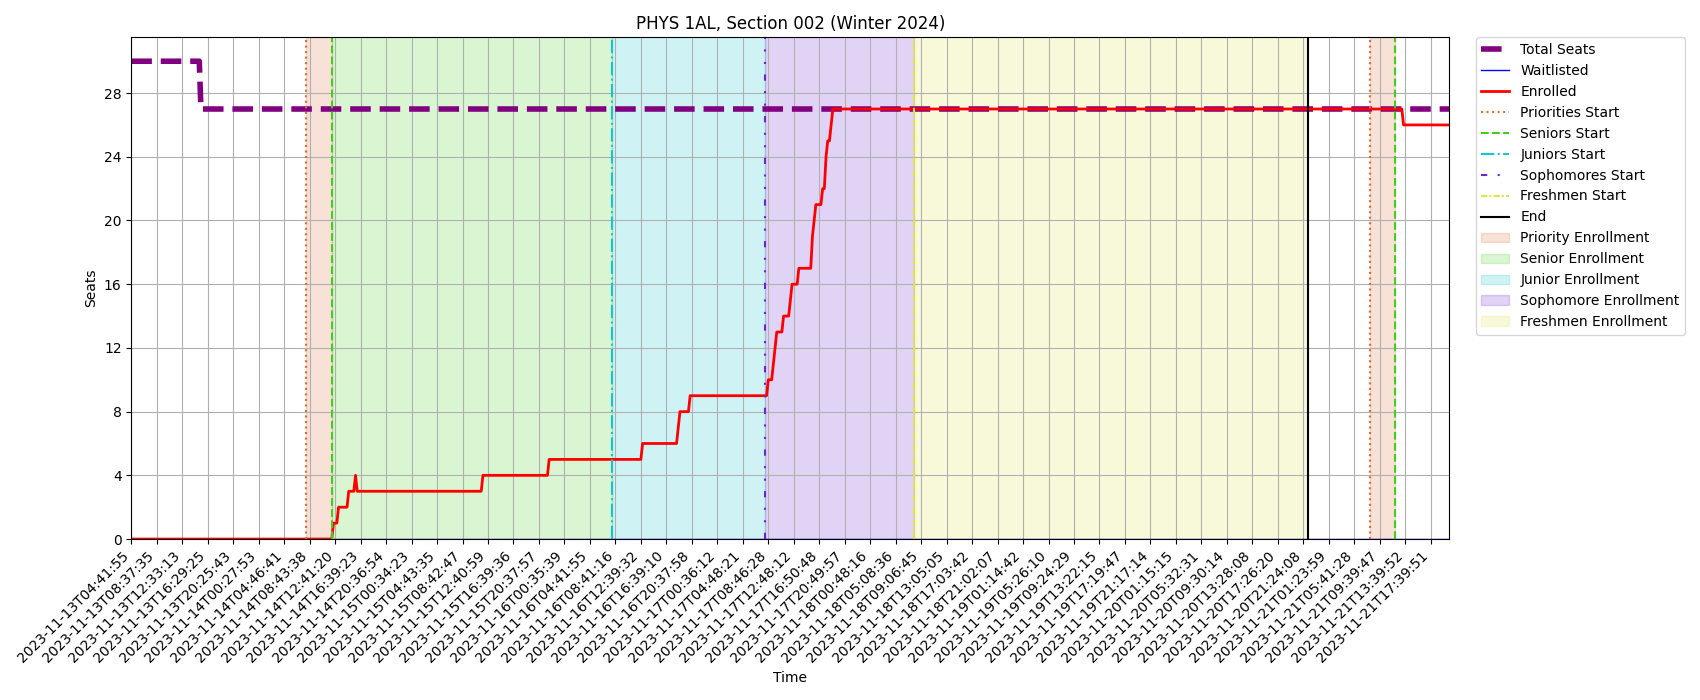 PHYS 1AL, Section 002 (Winter 2024)
Seats
28
24
20
16
12
8
4
0
2023-11-13T04:41:55
2023-11-13T08:37:35
2023-11-13T12:33:13
2023-11-13T16:29:25
2023-11-13T20:25:43
2023-11-14T00:27:53
2023-11-14T04:46:41
2023-11-14T08:43:38
2023-11-14T12:41:20
2023-11-14T16:39:23
2023-11-14T20:36:54
2023-11-15T00:34:23
2023-11-15T04:43:35
2023-11-15T08:42:47
2023-11-15T12:40:59
2023-11-15T16:39:36
2023-11-15T20:37:57
2023-11-16T00:35:39
2023-11-16T04:41:55
2023-11-16T08:41:16
2023-11-16T12:39:32
2023-11-16T16:39:10
2023-11-16T20:37:58
2023-11-17T00:36:12
2023-11-17T04:48:21
2023-11-17T08:46:28
2023-11-17T12:48:12
2023-11-17T16:50:48
2023-11-17T20:49:57
2023-11-18T00:48:16
2023-11-18T05:08:36
2023-11-18T09:06:45
2023-11-18T13:05:05
2023-11-18T17:03:42
2023-11-18T21:02:07
2023-11-19T01:14:42
2023-11-19T05:26:10
2023-11-19T09:24:29
2023-11-19T13:22:15
2023-11-19T17:19:47
2023-11-19T21:17:14
2023-11-20T01:15:15
2023-11-20T05:32:31
2023-11-20T09:30:14
2023-11-20T13:28:08
2023-11-20T17:26:20
2023-11-20T21:24:08
2023-11-21T01:23:59
2023-11-21T05:41:28
2023-11-21T09:39:47
2023-11-21T13:39:52
2023-11-21T17:39:51
Time
Total Seats
Waitlisted
Enrolled
Priorities Start
Seniors Start
Juniors Start
Sophomores Start
Freshmen Start
End
Priority Enrollment
Senior Enrollment
Junior Enrollment
Sophomore Enrollment
Freshmen Enrollment